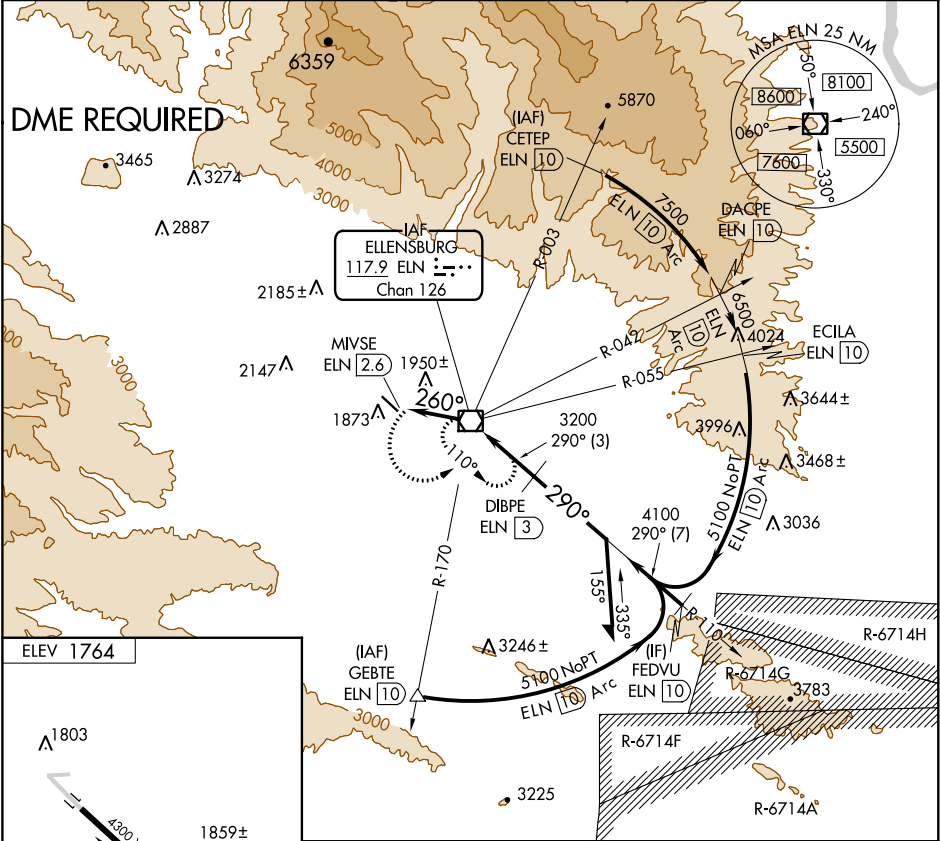 6359
5870
MSA ELN 25 NM
150°
8100
8600
240°
060°
7600
5500
330°
DME REQUIRED
3465
3274
5000
4000
3000
(IAF)
CETEP
ELN 10
7500
ELN 10 Arc
DACPE
ELN 10
2887
IAF
ELLENSBURG
117.9 ELN
Chan 126
R-003
2185±
6500
ELN 10 Arc
4024
ECILA
ELN 10
R-042
R-055
3000
000
MIVSE
ELN 2.6
1950±
2147
260°
1873
3644±
3996
3200
290° (3)
110°
3468±
DIBPE
ELN 3
290°
5100 NoPT
ELN 10 Arc
4100
290° (7)
3036
R-170
155°
335°
R-110
R-6714H
ELEV 1764
(IAF)
GEBTE
ELN 10
3246±
5100 NoPT
ELN 10 Arc
(IF)
FEDVU
ELN 10
R-6714G
3783
3000
R-6714F
1803
3225
R-6714A
4300
1859±